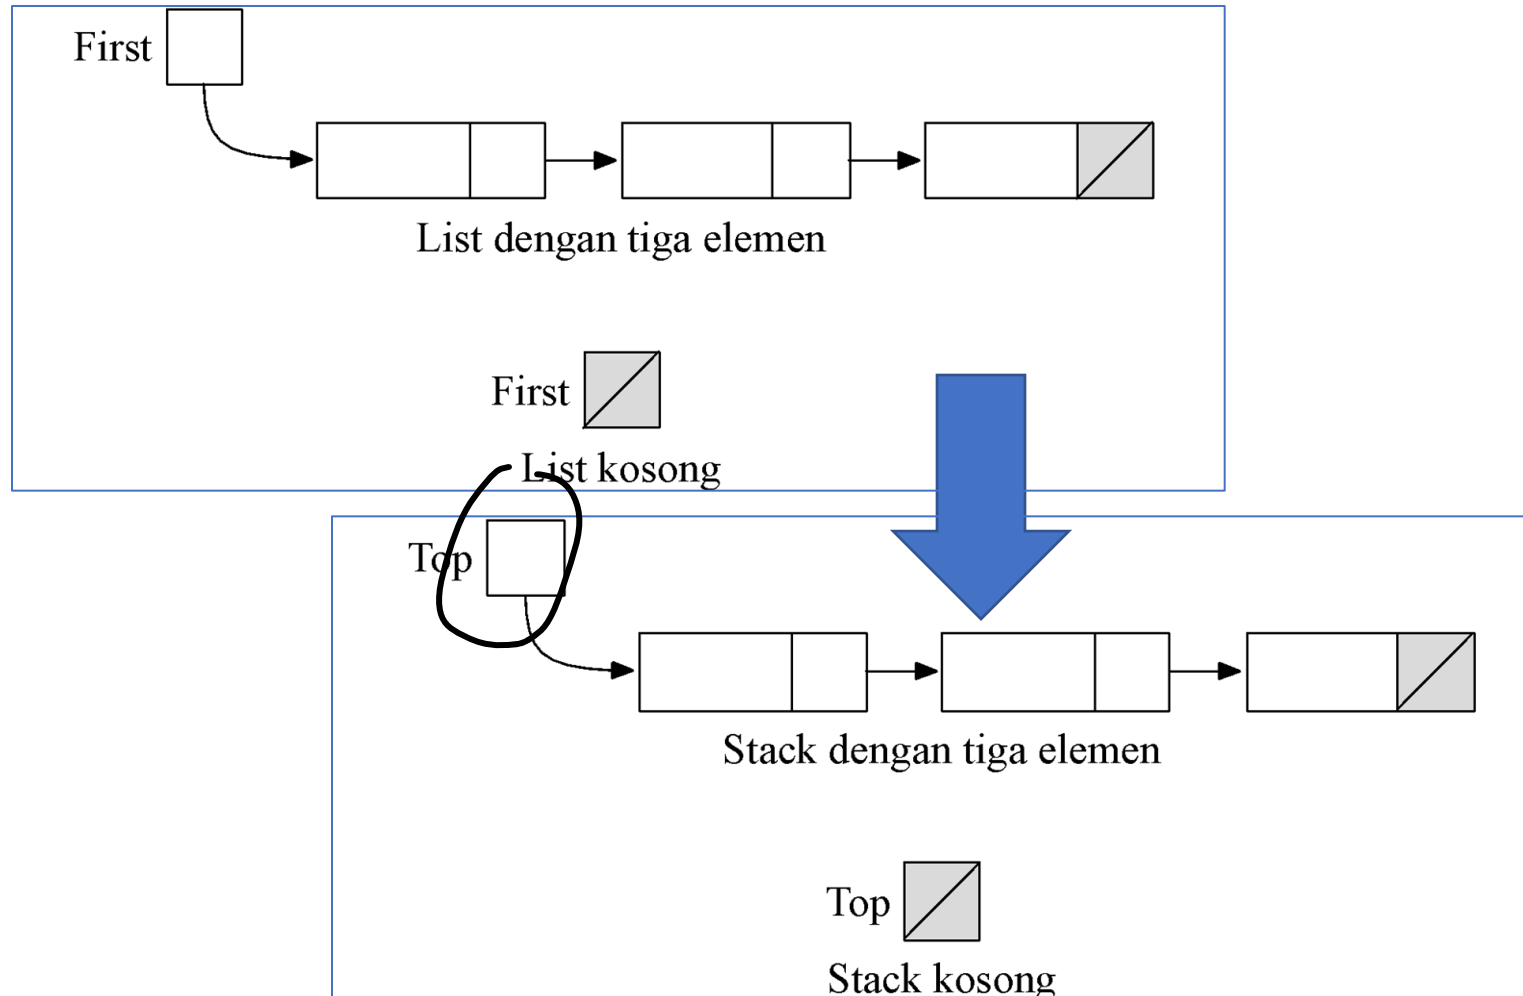 First
List dengan tiga elemen
First
List kosong
Top
Stack dengan tiga elemen
Top
Stack kosong